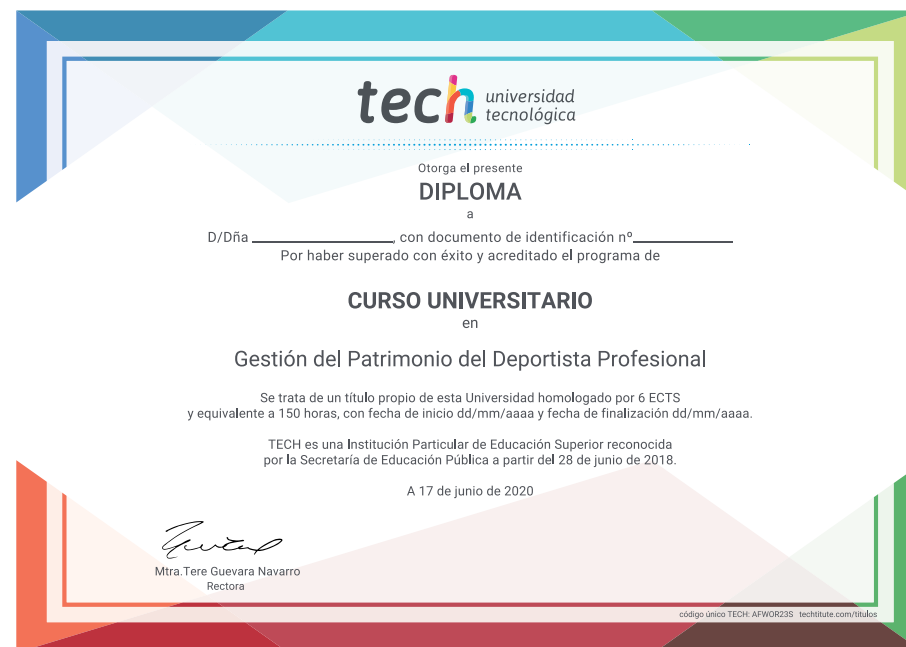 tech universidad
tecnológica
Otorga el presente
DIPLOMA
a
D/Dña ____________________, con documento de identificación nº______________
Por haber superado con éxito y acreditado el programa de
CURSO UNIVERSITARIO
en
Gestión del Patrimonio del Deportista Profesional
Se trata de un título propio de esta Universidad homologado por 6 ECTS
y equivalente a 150 horas, con fecha de inicio dd/mm/aaaa y fecha de finalización dd/mm/aaaa.
TECH es una Institución Particular de Educación Superior reconocida
por la Secretaría de Educación Pública a partir del 28 de junio de 2018.
A 17 de junio de 2020
Mtra.Tere Guevara Navarro
Rectora
código único TECH: AFWOR23S techtitute.com/titulos